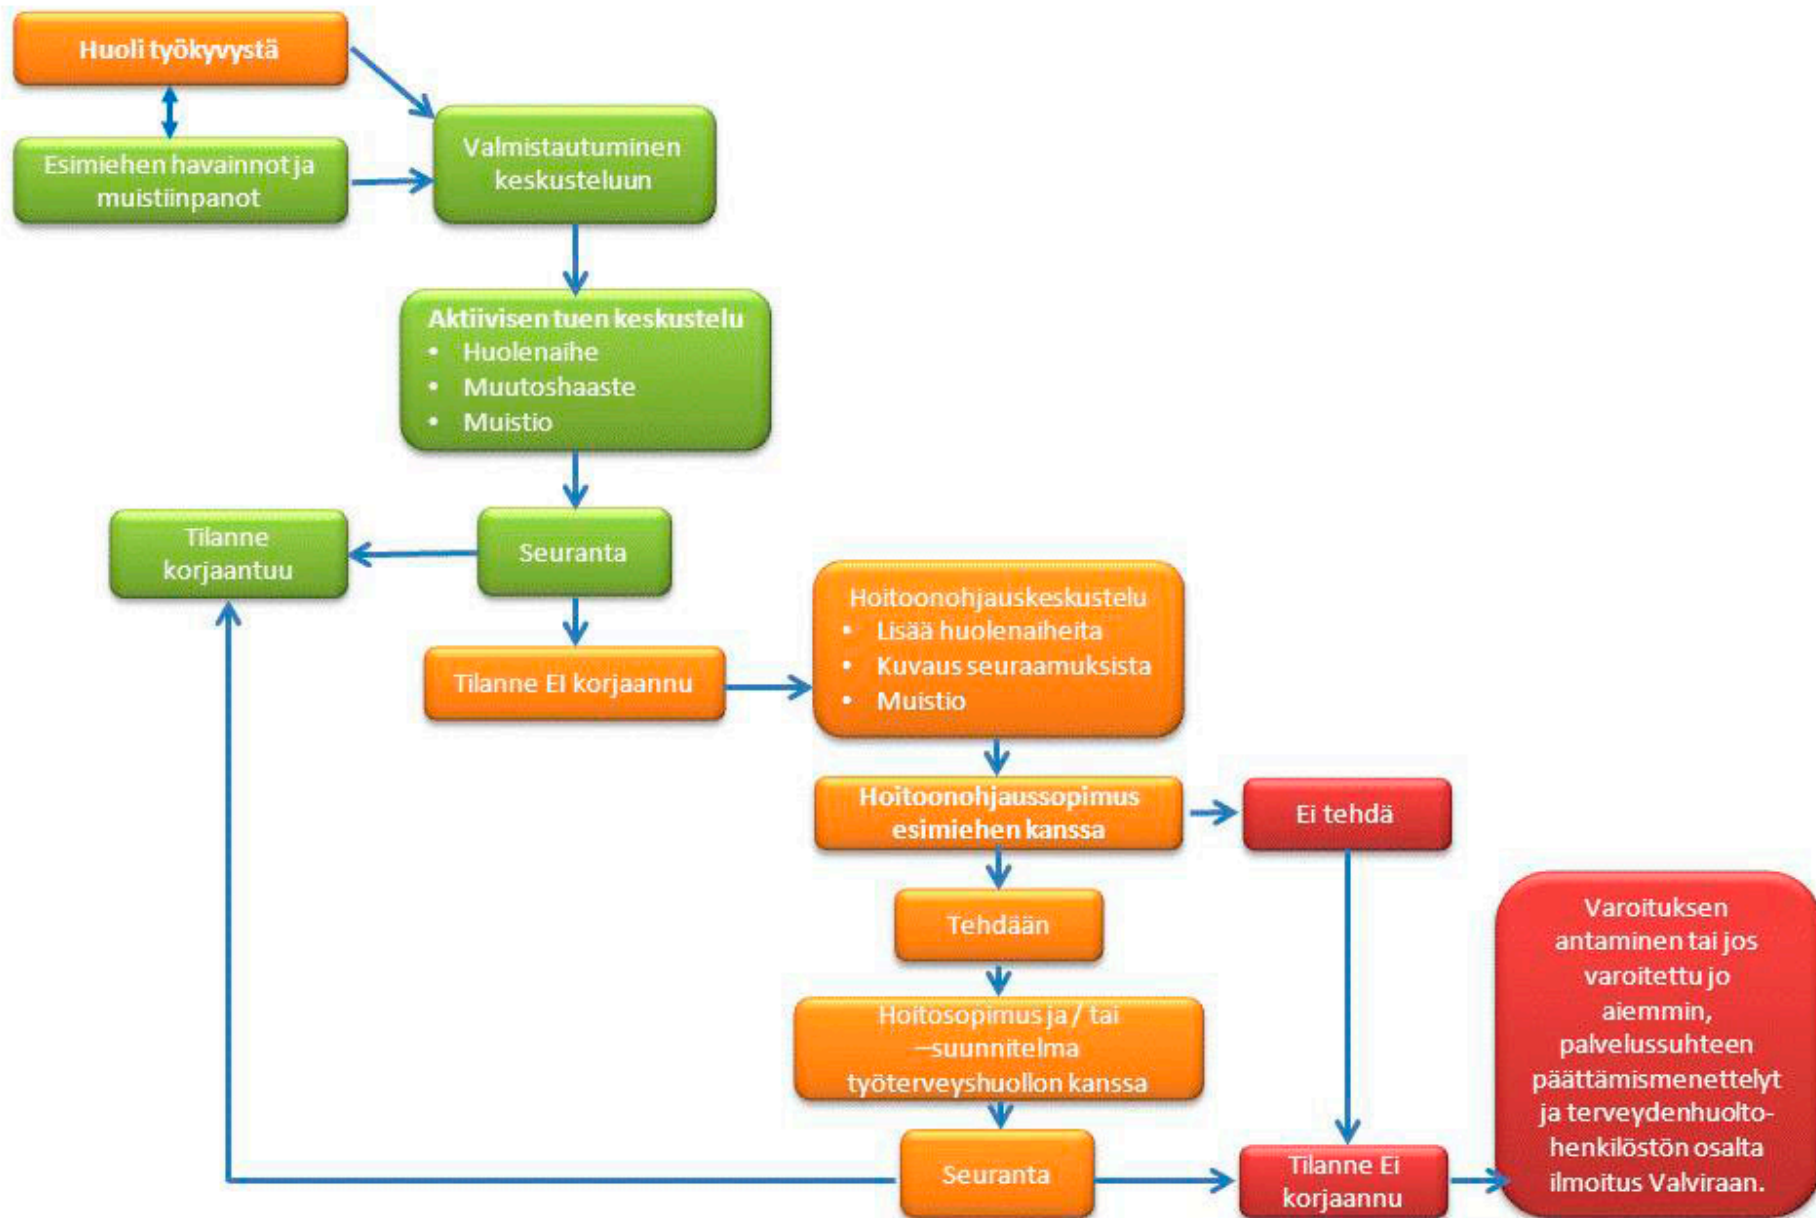 Huoli työkyvystä
Esimiehen havainnot ja
muistiinpanot
Valmistautuminen
keskusteluun
Aktiivisen tuen keskustelu
• Huolenaihe
• Muutoshaaste
• Muistio
Tilanne
korjaantuu
Seuranta
Tilanne EI korjaannu
Hoitoonohjauskeskustelu
• Lisää huolenaiheita
• Kuvaus seuraamuksista
• Muistio
Hoitoonohjaussopimus
esimiehen kanssa
Ei tehdä
Tehdään
Hoitosopimus ja / tai
–suunnitelma
työterveyshuollon kanssa
Seuranta
Tilanne Ei
korjaannu
Varoituksen
antaminen tai jos
varoitettu jo
aiemmin,
palvelussuhteen
päättämismenettelyt
ja terveydenhuolto-
henkilöstön osalta
ilmoitus Valviraan.